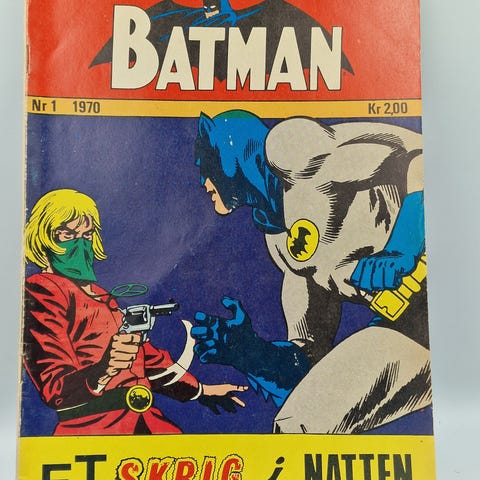 BATMAN
Nr 1 1970 Kr 2,00
ET SKRIG i NATTEN